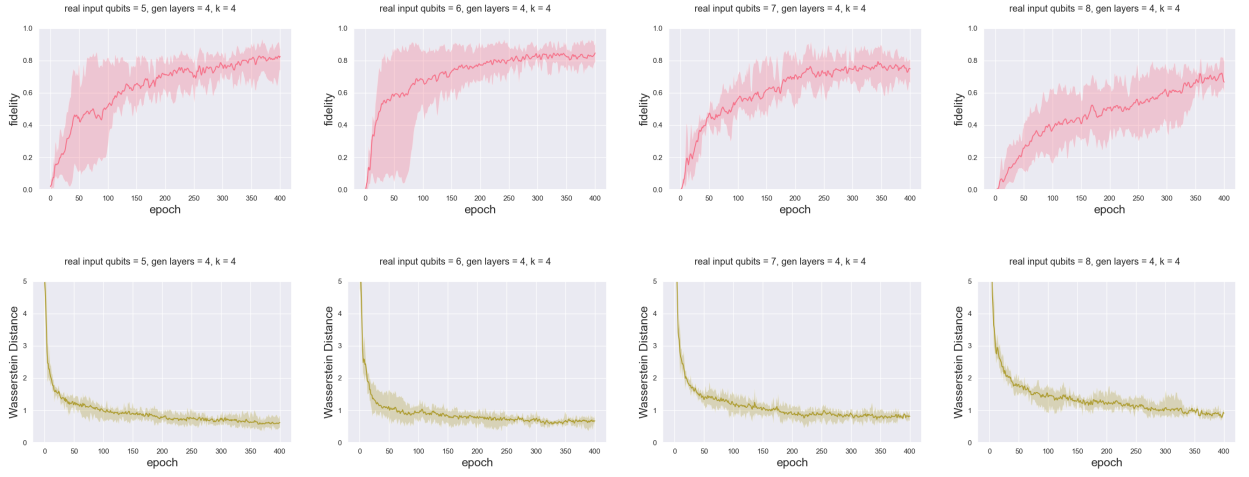 real input qubits = 5, gen layers = 4, k = 4
real input qubits = 6, gen layers = 4, k = 4
real input qubits = 7, gen layers = 4, k = 4
real input qubits = 8, gen layers = 4, k = 4
fidelity
1.0
0.8
0.6
0.4
0.2
0.0
0 50 100 150 200 250 300 350 400
epoch
fidelity
1.0
0.8
0.6
0.4
0.2
0.0
0 50 100 150 200 250 300 350 400
epoch
fidelity
1.0
0.8
0.6
0.4
0.2
0.0
0 50 100 150 200 250 300 350 400
epoch
fidelity
1.0
0.8
0.6
0.4
0.2
0.0
0 50 100 150 200 250 300 350 400
epoch
real input qubits = 5, gen layers = 4, k = 4
real input qubits = 6, gen layers = 4, k = 4
real input qubits = 7, gen layers = 4, k = 4
real input qubits = 8, gen layers = 4, k = 4
Wasserstein Distance
5
4
3
2
1
0
0 50 100 150 200 250 300 350 400
epoch
Wasserstein Distance
5
4
3
2
1
0
0 50 100 150 200 250 300 350 400
epoch
Wasserstein Distance
5
4
3
2
1
0
0 50 100 150 200 250 300 350 400
epoch
Wasserstein Distance
5
4
3
2
1
0
0 50 100 150 200 250 300 350 400
epoch